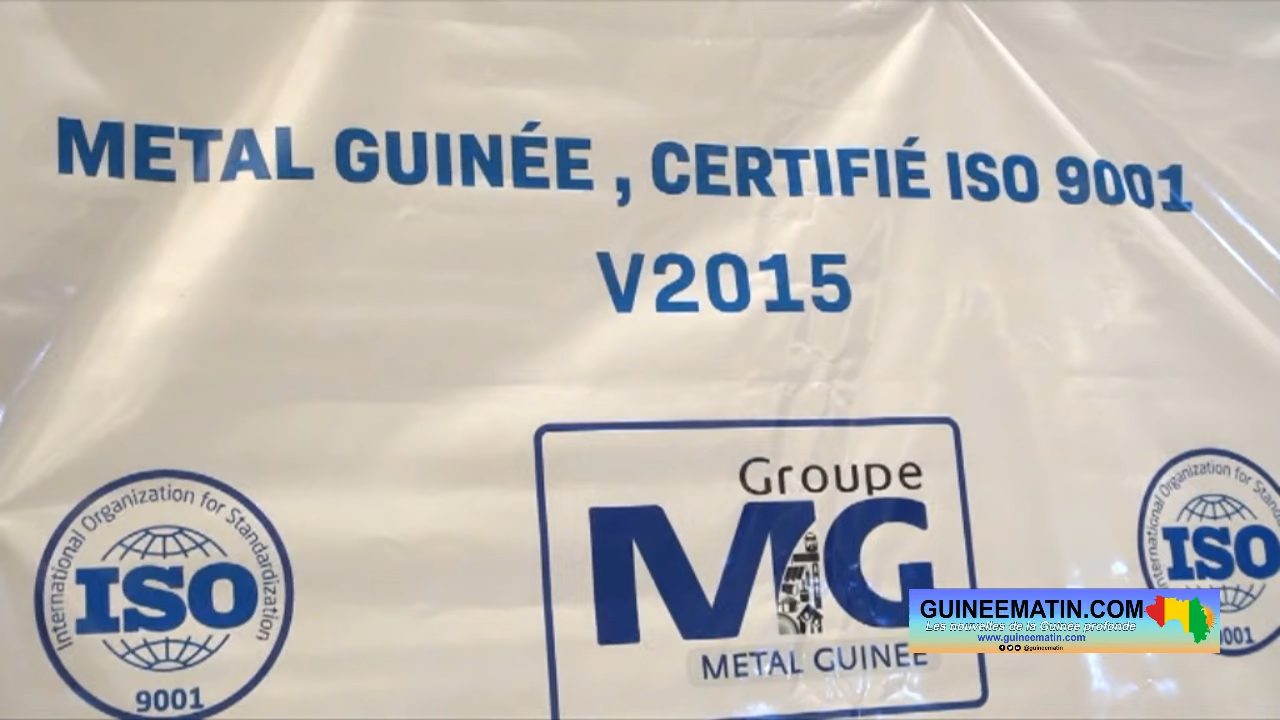 METAL GUINÉE , CERTIFIÉ ISO 9001
V2015
International Organization for Standardization
ISO
9001
Groupe
MG
METAL GUINEE
International Organization for Standa
ISO
9001
GUINEEMATIN.COM
Les nouvelles de la Guinée profonde
www.guineematin.com
@guineematin